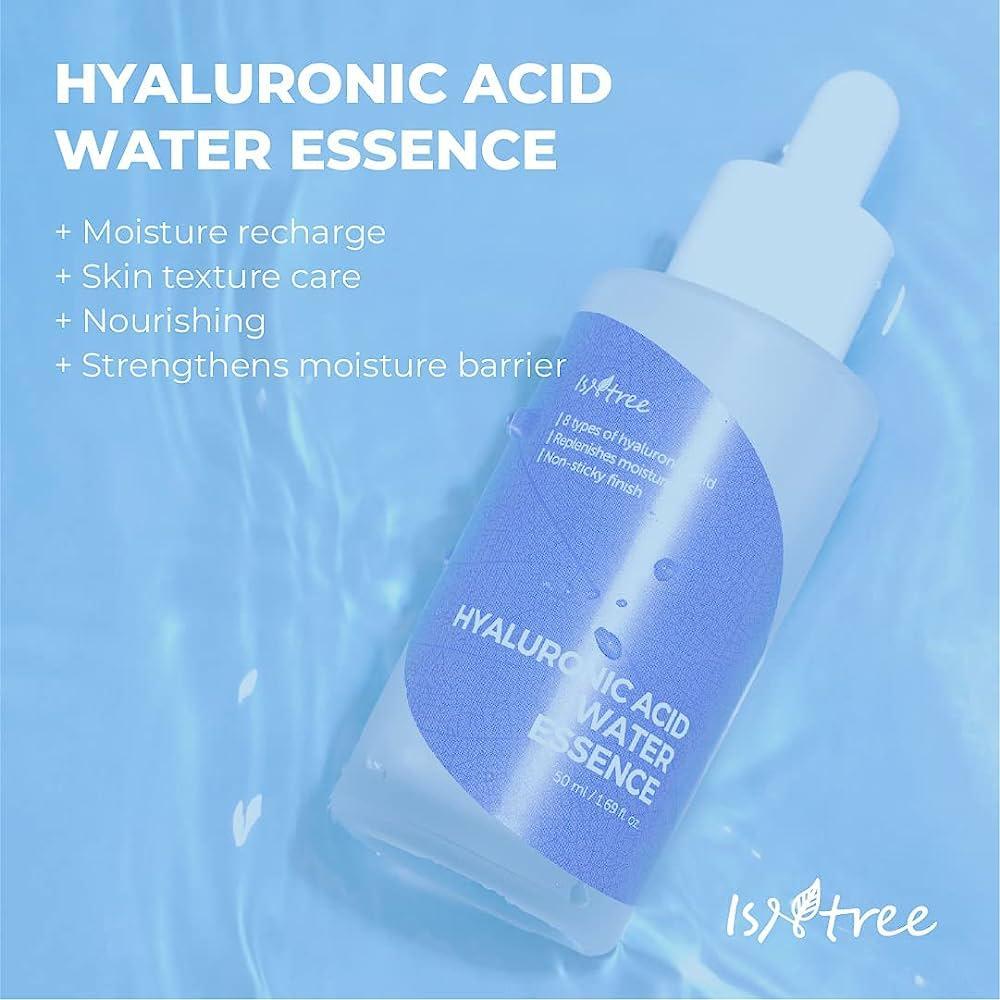 HYALURONIC ACID
WATER ESSENCE
+ Moisture recharge
+ Skin texture care
+ Nourishing
+ Strengthens moisture barrier
IsNtree
| 8 types of hyaluronic acid
| Replenishes moisture
| Non-sticky finish
HYALURONIC ACID
WATER
ESSENCE
50 ml / 1.69 fl. oz.
IsNtree